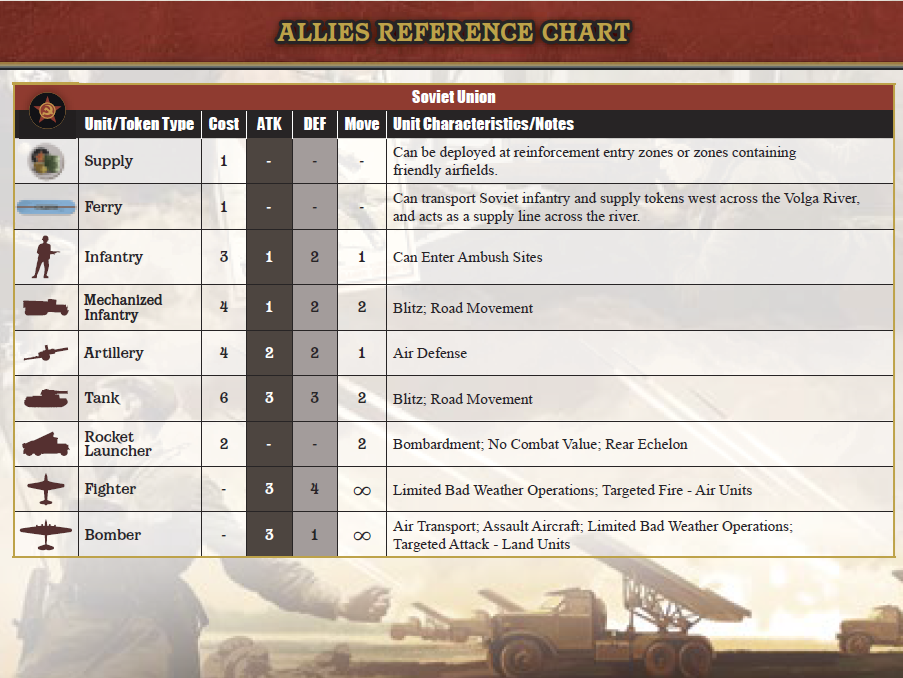 ALLIES REFERENCE CHART
Soviet Union
Unit/Token Type Cost ATK DEF Move Unit Characteristics/Notes
Supply 1 - - - Can be deployed at reinforcement entry zones or zones containing
friendly airfields.
Ferry 1 - - - Can transport Soviet infantry and supply tokens west across the Volga River,
and acts as a supply line across the river.
Infantry 3 1 2 1 Can Enter Ambush Sites
Mechanized
Infantry 4 1 2 2 Blitz; Road Movement
Artillery 4 2 2 1 Air Defense
Tank 6 3 3 2 Blitz; Road Movement
Rocket
Launcher 2 - - 2 Bombardment; No Combat Value; Rear Echelon
Fighter - 3 4 ∞ Limited Bad Weather Operations; Targeted Fire - Air Units
Bomber - 3 1 ∞ Air Transport; Assault Aircraft; Limited Bad Weather Operations;
Targeted Attack - Land Units